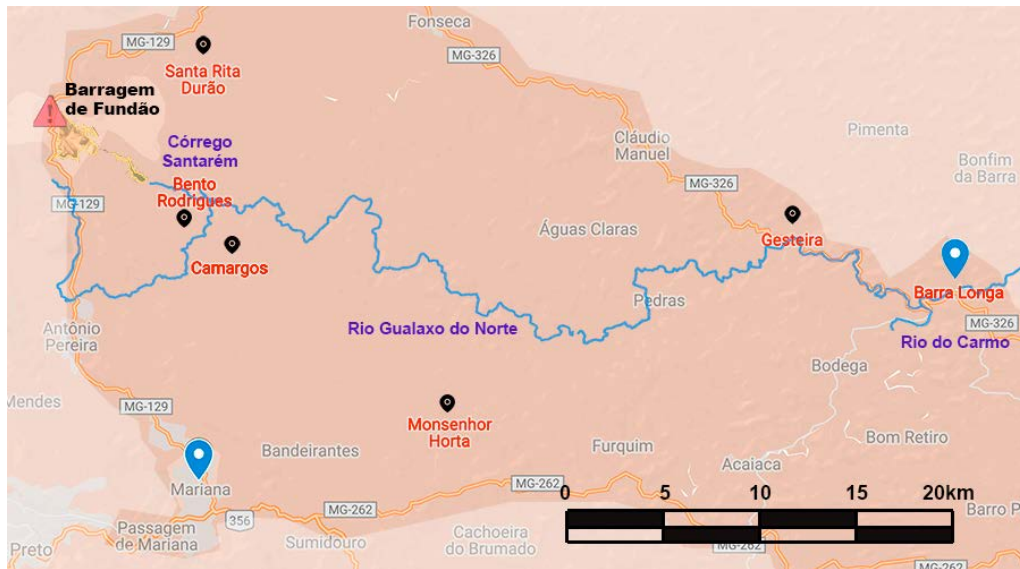 Fonseca
MG-129
MG-326
Santa Rita
Durão
Barragem
de Fundão
Córrego
Santarém
Cláudio
Manuel
Pimenta
Bonfim
da Barra
MG-326
Bento
Rodrigues
MG-129
Águas Claras
Gesteira
Camargos
Barra Longa
Pedras
Rio Gualaxo do Norte
MG-326
Antônio
Pereira
Rio do Carmo
Bodega
Mendes
MG-129
Monsenhor
Horta
Bandeirantes
Furquim
Bom Retiro
Acaiaca
Mariana
MG-262
0 5 10 15 20km
MG-262
356
Passagem
de Mariana
Sumidouro
Cachoeira
do Brumado
Barro P
Preto
MG-262
MG-262